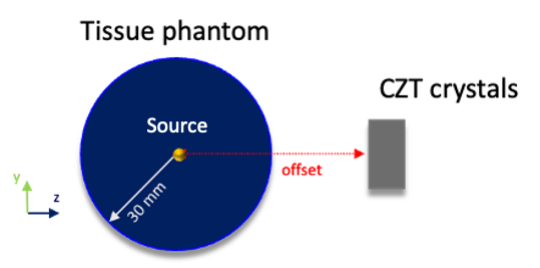 Tissue phantom
CZT crystals
Source
offset
30 mm
y
z